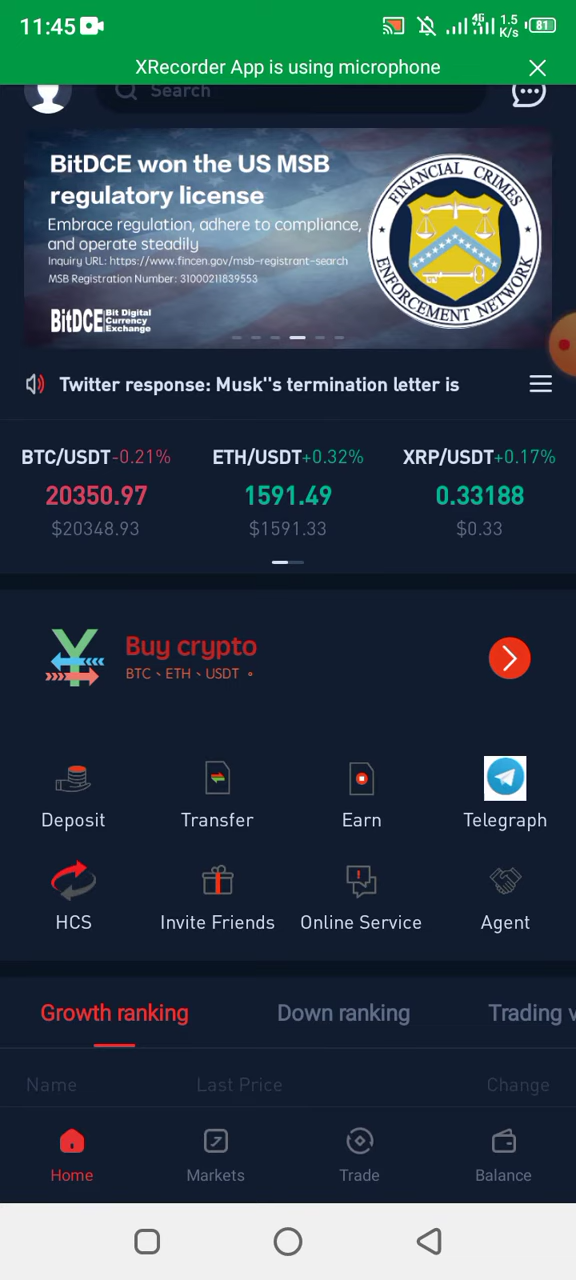 11:45
4G
1.5
K/s
81
XRecorder App is using microphone
Search
BitDCE won the US MSB
regulatory license
Embrace regulation, adhere to compliance,
and operate steadily
Inquiry URL: https://www.fincen.gov/msb-registrant-search
MSB Registration Number: 31000211839553
BitDCE Bit Digital
Currency
Exchange
FINANCIAL CRIMES
ENFORCEMENT NETWORK
Twitter response: Musk''s termination letter is
BTC/USDT-0.21% ETH/USDT+0.32% XRP/USDT+0.17%
20350.97 1591.49 0.33188
$20348.93 $1591.33 $0.33
Buy crypto
BTC、ETH、USDT 。
Deposit Transfer Earn Telegraph
HCS Invite Friends Online Service Agent
Growth ranking Down ranking Trading v
Name Last Price Change
Home Markets Trade Balance